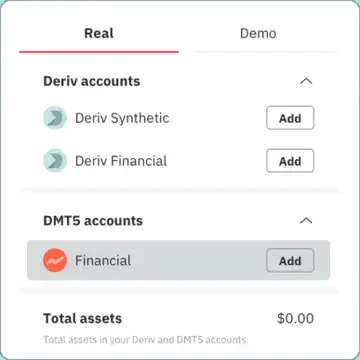 Real Demo
Deriv accounts
Deriv Synthetic Add
Deriv Financial Add
DMT5 accounts
Financial Add
Total assets $0.00
Total assets in your Deriv and DMT5 accounts.